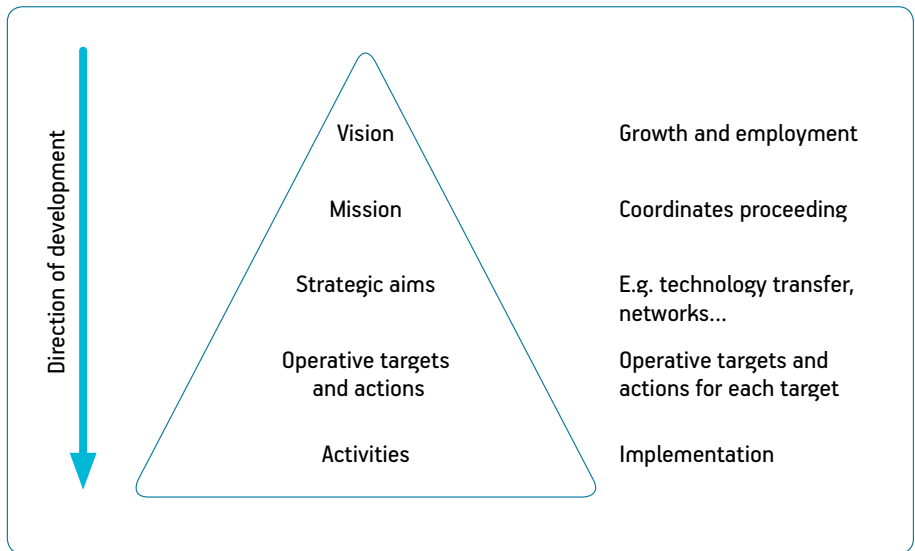 Direction of development
Vision
Growth and employment
Mission
Coordinates proceeding
Strategic aims
E.g. technology transfer,
networks...
Operative targets
and actions
Operative targets and
actions for each target
Activities
Implementation